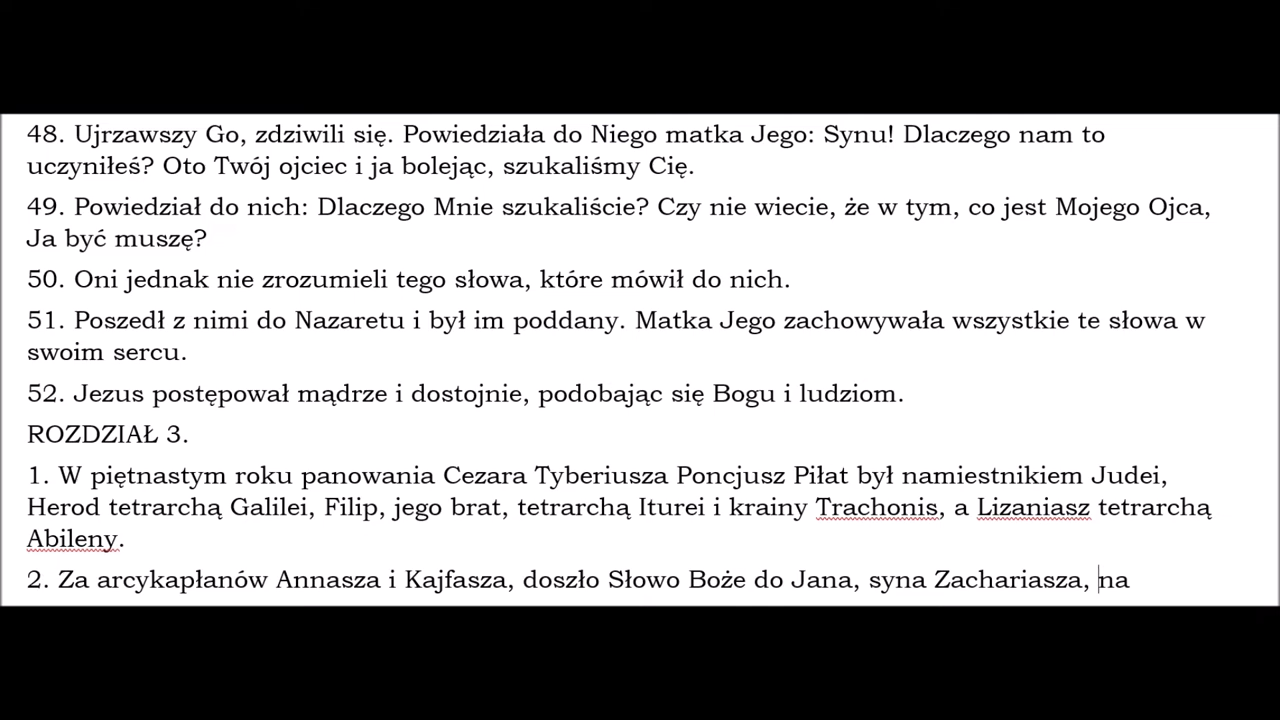 48. Ujrzawszy Go, zdziwili się. Powiedziała do Niego matka Jego: Synu! Dlaczego nam to
uczyniłeś? Oto Twój ojciec i ja bolejąc, szukaliśmy Cię.
49. Powiedział do nich: Dlaczego Mnie szukaliście? Czy nie wiecie, że w tym, co jest Mojego Ojca,
Ja być muszę?
50. Oni jednak nie zrozumieli tego słowa, które mówił do nich.
51. Poszedł z nimi do Nazaretu i był im poddany. Matka Jego zachowywała wszystkie te słowa w
swoim sercu.
52. Jezus postępował mądrze i dostojnie, podobając się Bogu i ludziom.
ROZDZIAŁ 3.
1. W piętnastym roku panowania Cezara Tyberiusza Poncjusz Piłat był namiestnikiem Judei,
Herod tetrarchą Galilei, Filip, jego brat, tetrarchą Iturei i krainy Trachonis, a Lizaniasz tetrarchą
Abileny.
2. Za arcykapłanów Annasza i Kajfasza, doszło Słowo Boże do Jana, syna Zachariasza, na